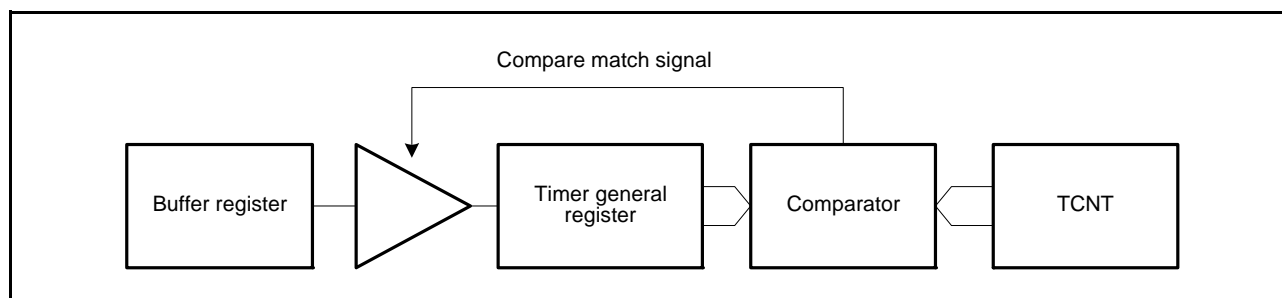 Compare match signal
Buffer register
Timer general
register
Comparator
TCNT